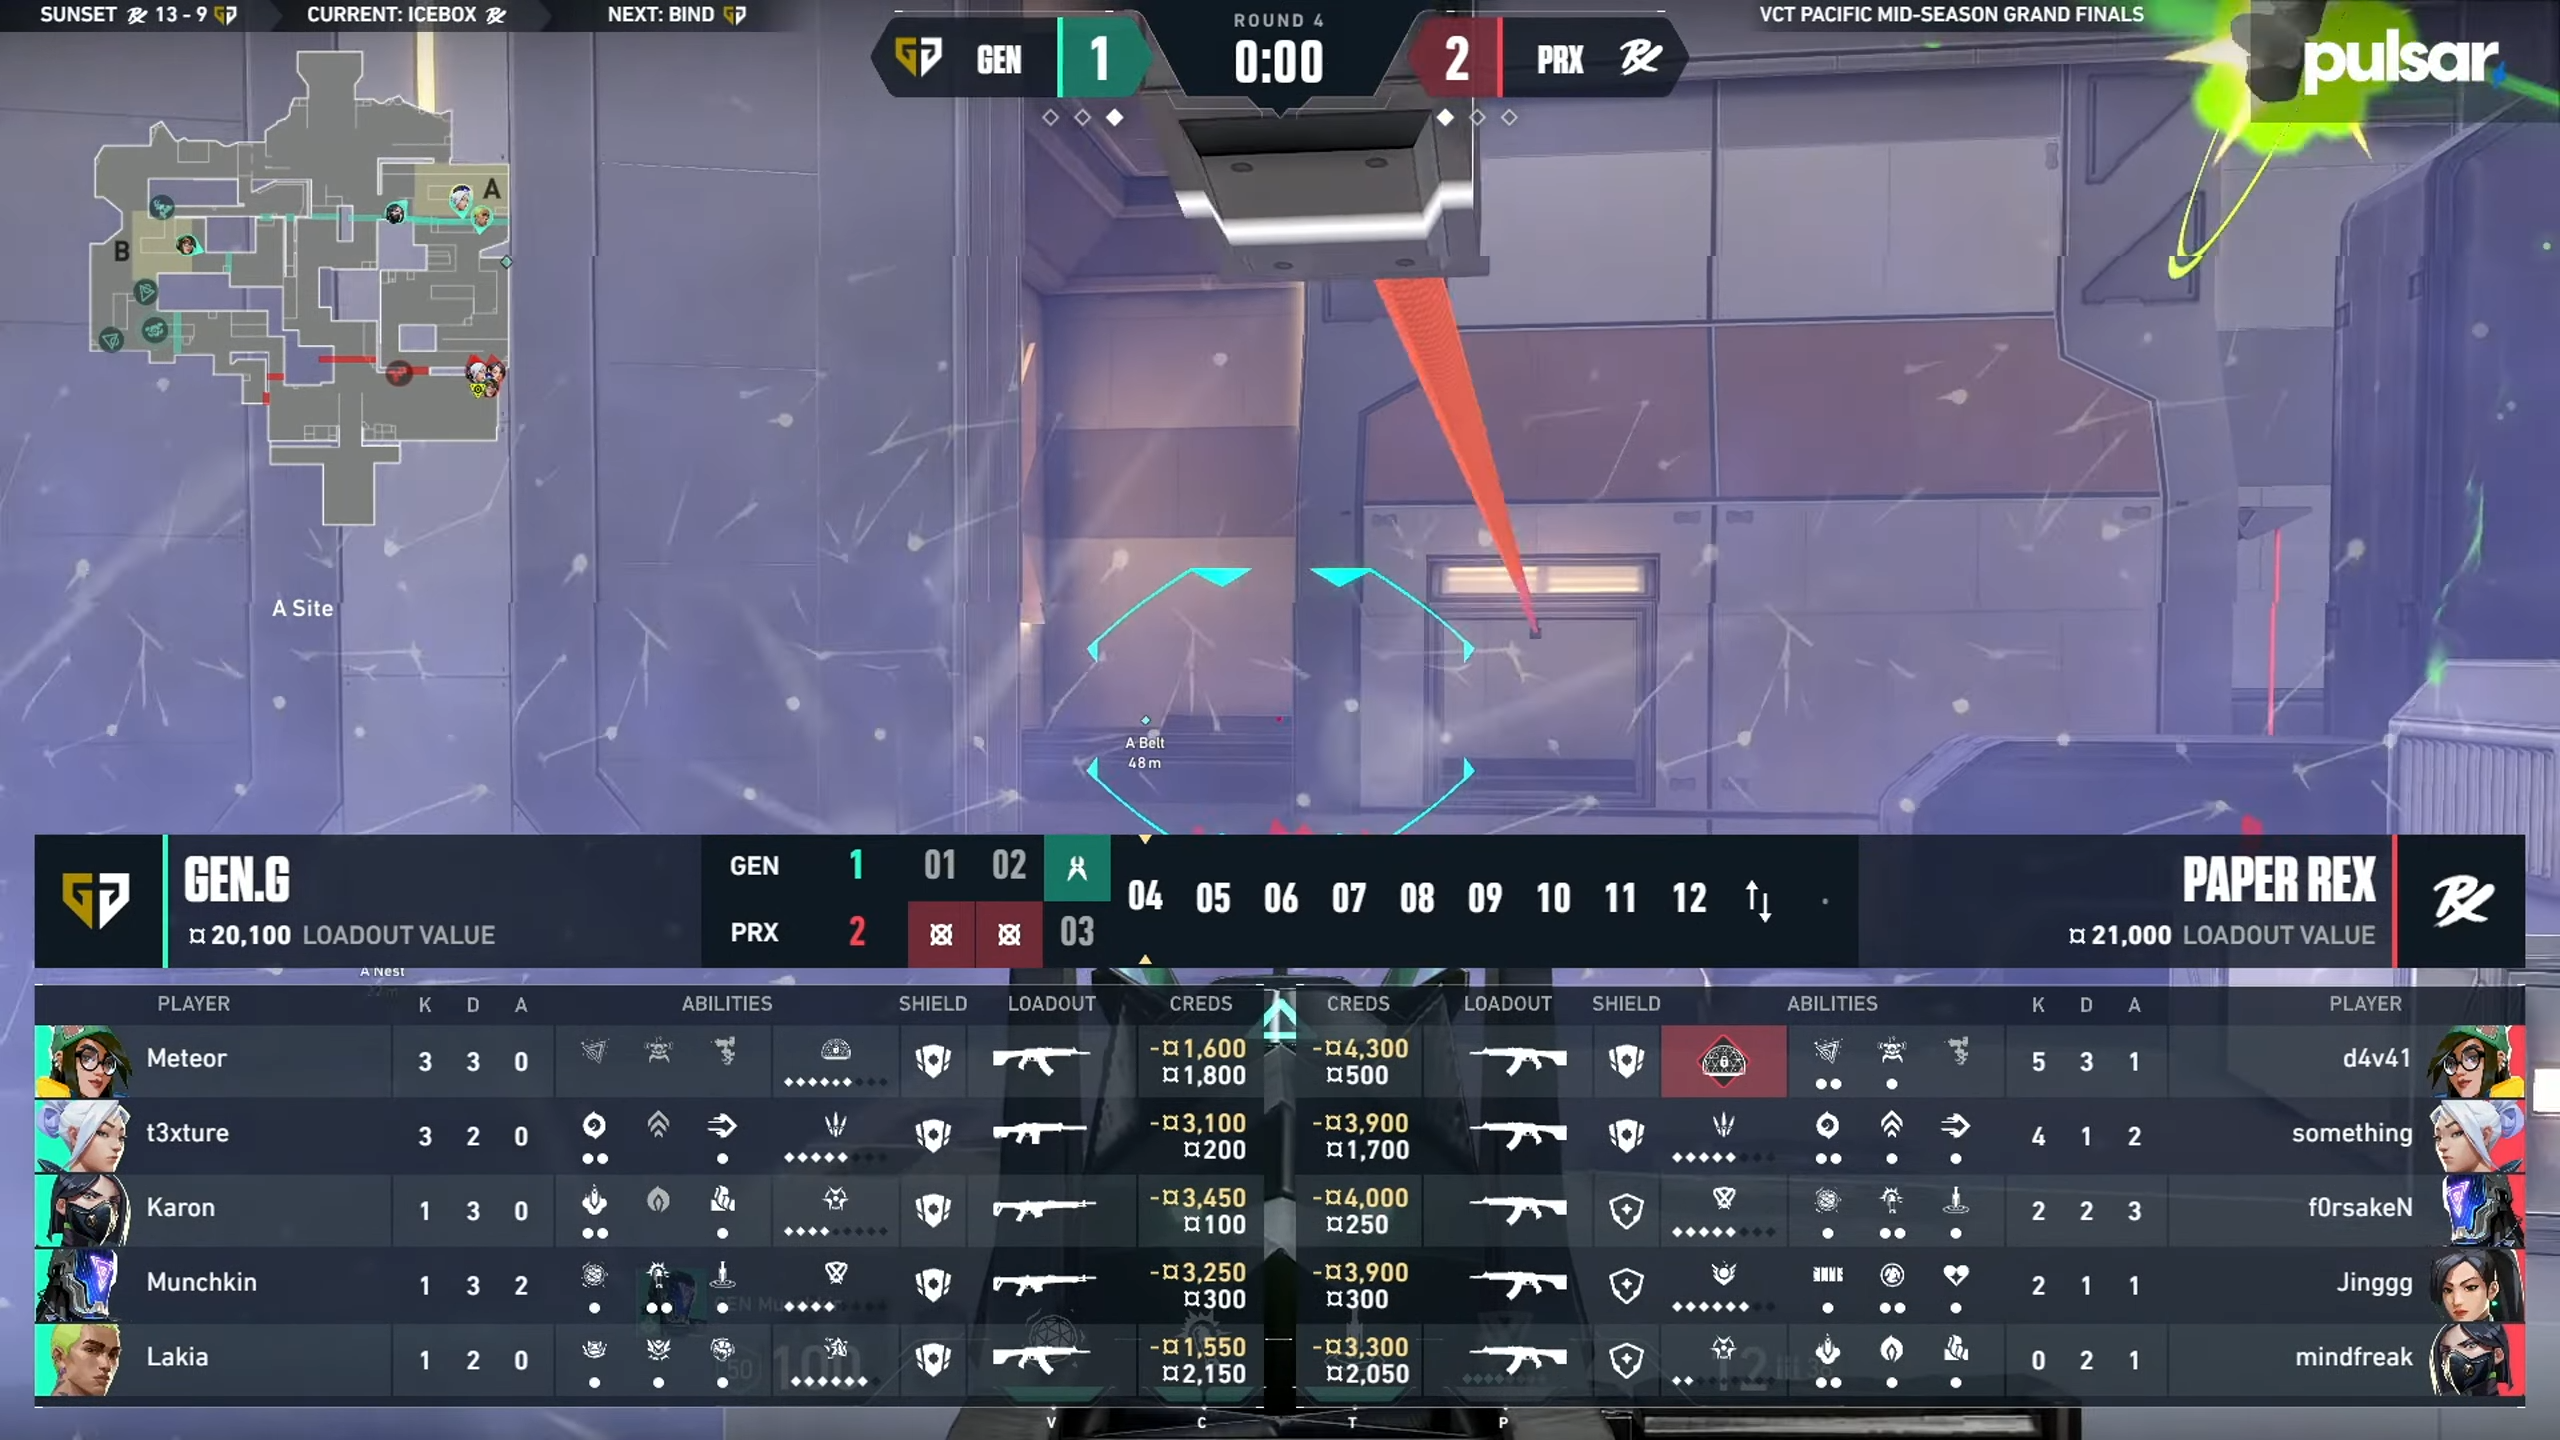 SUNSET 13 - 9
CURRENT: ICEBOX
NEXT: BIND
VCT PACIFIC MID-SEASON GRAND FINALS
pulsar
GEN 1
ROUND 4
0:00
2 PRX
A
B
A Site
A Belt
48 m
GEN.G
¤ 20,100 LOADOUT VALUE
GEN 1 01 02
PRX 2 03
04 05 06 07 08 09 10 11 12
PAPER REX
¤ 21,000 LOADOUT VALUE
A Nest
PLAYER K D A ABILITIES SHIELD LOADOUT CREDS
CREDS LOADOUT SHIELD ABILITIES K D A PLAYER
Meteor 3 3 0 -¤1,600
¤1,800
-¤4,300 5 3 1 d4v41
¤500
t3xture 3 2 0 -¤3,100
¤200
-¤3,900 4 1 2 something
¤1,700
Karon 1 3 0 -¤3,450
¤100
-¤4,000 2 2 3 f0rsakeN
¤250
Munchkin 1 3 2 -¤3,250
¤300
-¤3,900 2 1 1 Jinggg
¤300
GEN Munchkin
Lakia 1 2 0 -¤1,550
¤2,150
-¤3,300 0 2 1 mindfreak
¤2,050
50 100
V C T P